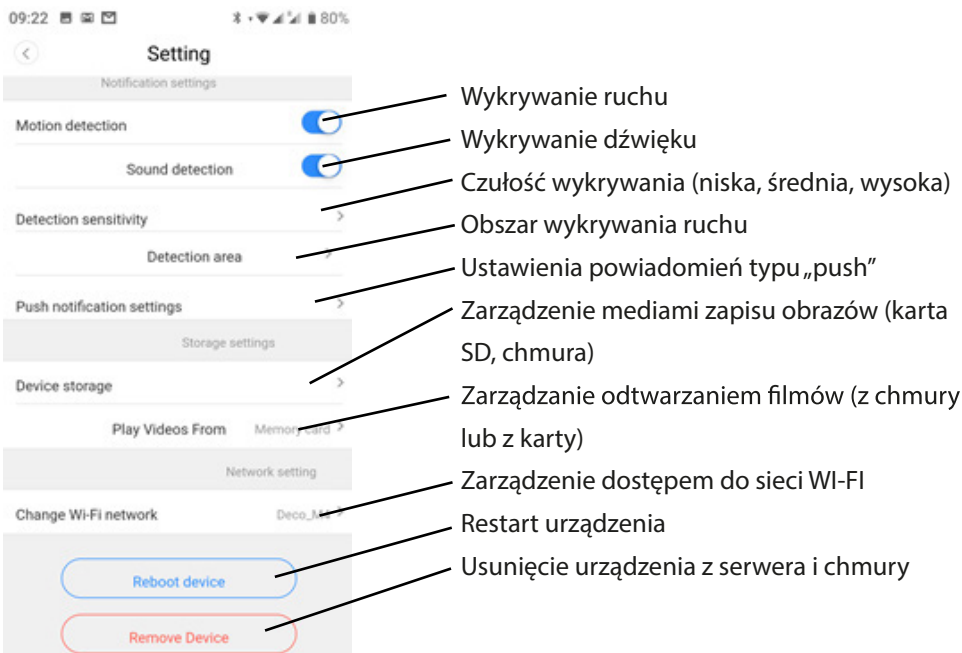 09:22 80%
Setting
Notification settings
Motion detection
Sound detection
Detection sensitivity
Detection area
Push notification settings
Storage settings
Device storage
Play Videos From Memory card
Network setting
Change Wi-Fi network Deco_M4
Reboot device
Remove Device
Wykrywanie ruchu
Wykrywanie dźwięku
Czułość wykrywania (niska, średnia, wysoka)
Obszar wykrywania ruchu
Ustawienia powiadomień typu „push”
Zarządzenie mediami zapisu obrazów (karta
SD, chmura)
Zarządzanie odtwarzaniem filmów (z chmury
lub z karty)
Zarządzenie dostępem do sieci WI-FI
Restart urządzenia
Usunięcie urządzenia z serwera i chmury